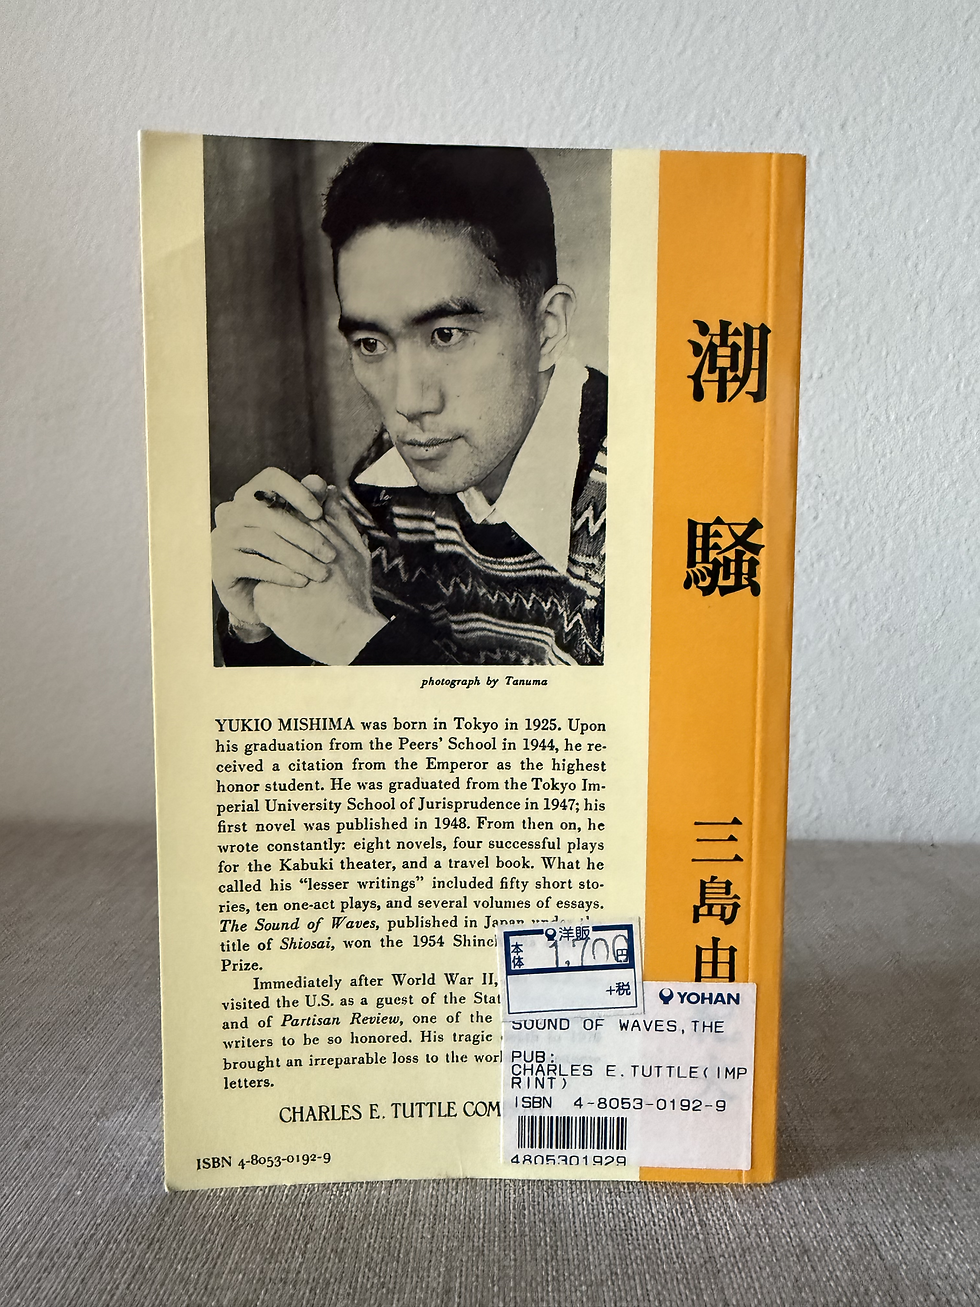 潮騒
三島由
photograph by Tanuma
YUKIO MISHIMA was born in Tokyo in 1925. Upon
his graduation from the Peers' School in 1944, he re-
ceived a citation from the Emperor as the highest
honor student. He was graduated from the Tokyo Im-
perial University School of Jurisprudence in 1947; his
first novel was published in 1948. From then on, he
wrote constantly: eight novels, four successful plays
for the Kabuki theater, and a travel book. What he
called his “lesser writings” included fifty short sto-
ries, ten one-act plays, and several volumes of essays.
The Sound of Waves, published in Japan under the
title of Shiosai, won the 1954 Shinc
Prize.
Immediately after World War II,
visited the U.S. as a guest of the Stat
and of Partisan Review, one of the
writers to be so honored. His tragic
brought an irreparable loss to the worl
letters.
CHARLES E. TUTTLE COM
ISBN 4-8053-0192-9
洋販
本体 1,700円
+税
YOHAN
SOUND OF WAVES,THE
PUB:
CHARLES E.TUTTLE(IMP
RINT)
ISBN 4-8053-0192-9
4805301929